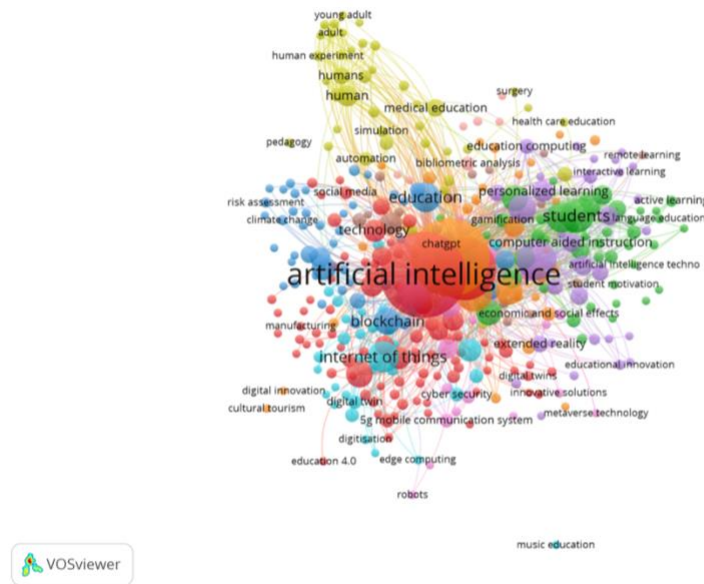 young adult
adult
human experiment
humans
human
surgery
medical education
health care education
simulation
pedagogy
education computing
automation
bibliometric analysis
remote learning
interactive learning
social media
education
personalized learning
risk assessment
active learning
climate change
gamification
students
language education
technology
chatgpt
computer aided instruction
artificial intelligence
artificial intelligence techno
student motivation
economic and social effects
blockchain
manufacturing
extended reality
internet of things
educational innovation
digital twins
digital innovation
cyber security
innovative solutions
digital twin
cultural tourism
metaverse technology
5g mobile communication system
digitisation
education 4.0
edge computing
robots
music education
VOSviewer